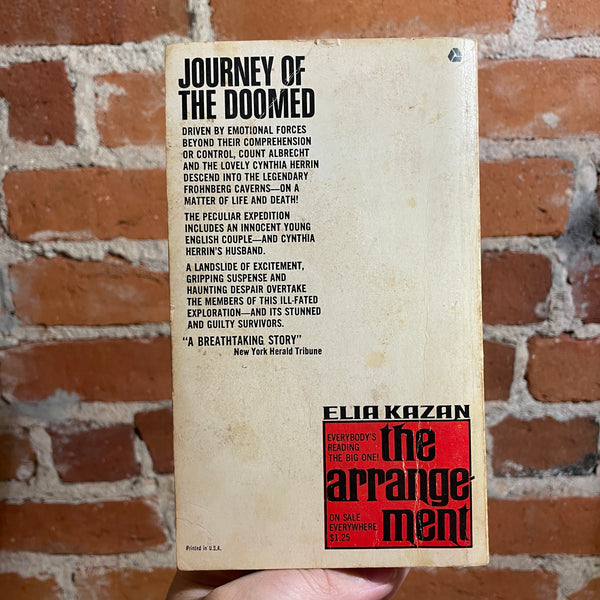 JOURNEY OF
THE DOOMED
DRIVEN BY EMOTIONAL FORCES
BEYOND THEIR COMPREHENSION
OR CONTROL, COUNT ALBRECHT
AND THE LOVELY CYNTHIA HERRIN
DESCEND INTO THE LEGENDARY
FROHNBERG CAVERNS—ON A
MATTER OF LIFE AND DEATH!
THE PECULIAR EXPEDITION
INCLUDES AN INNOCENT YOUNG
ENGLISH COUPLE—AND CYNTHIA
HERRIN'S HUSBAND.
A LANDSLIDE OF EXCITEMENT,
GRIPPING SUSPENSE AND
HAUNTING DESPAIR OVERTAKE
THE MEMBERS OF THIS ILL-FATED
EXPLORATION—AND ITS STUNNED
AND GUILTY SURVIVORS.
"A BREATHTAKING STORY"
New York Herald Tribune
ELIA KAZAN
EVERYBODY'S
READING
THE BIG ONE!
the
arrange-
ment
ON SALE
EVERYWHERE
$1.25
Printed in U.S.A.